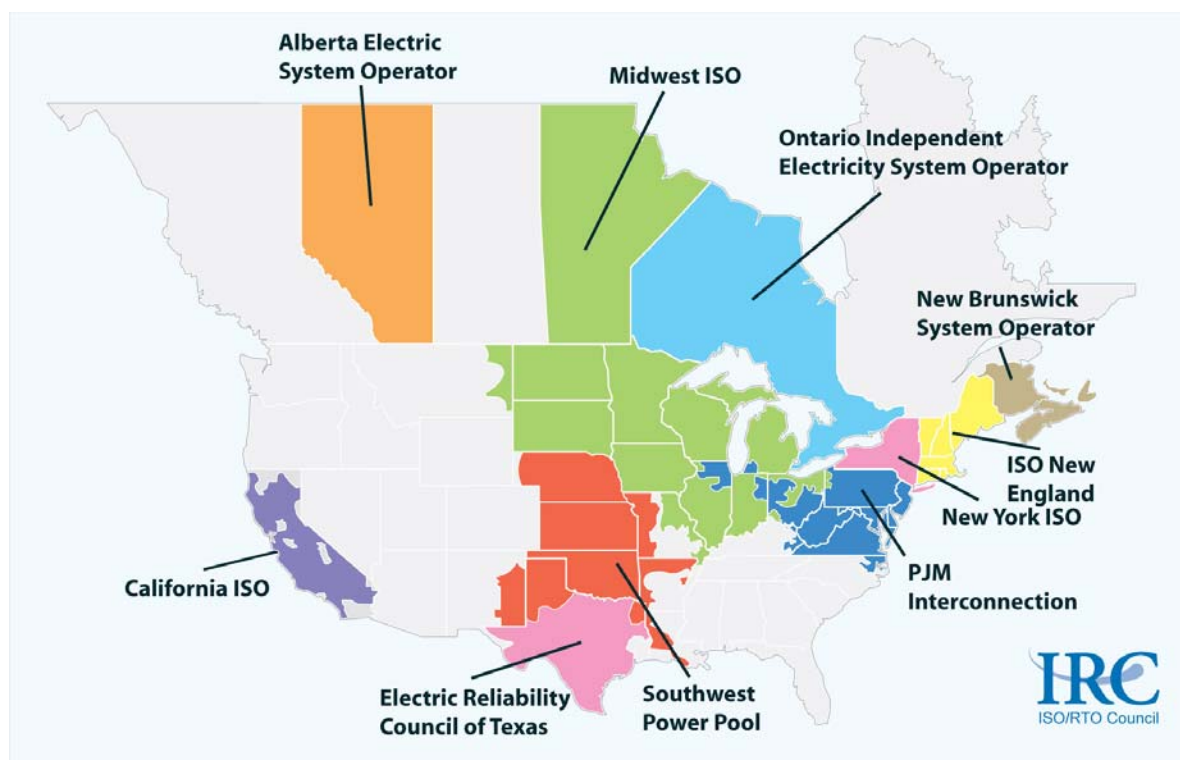 Alberta Electric
System Operator
Midwest ISO
Ontario Independent
Electricity System Operator
New Brunswick
System Operator
ISO New
England
New York ISO
PJM
Interconnection
California ISO
Electric Reliability
Council of Texas
Southwest
Power Pool
IRC
ISO/RTO Council